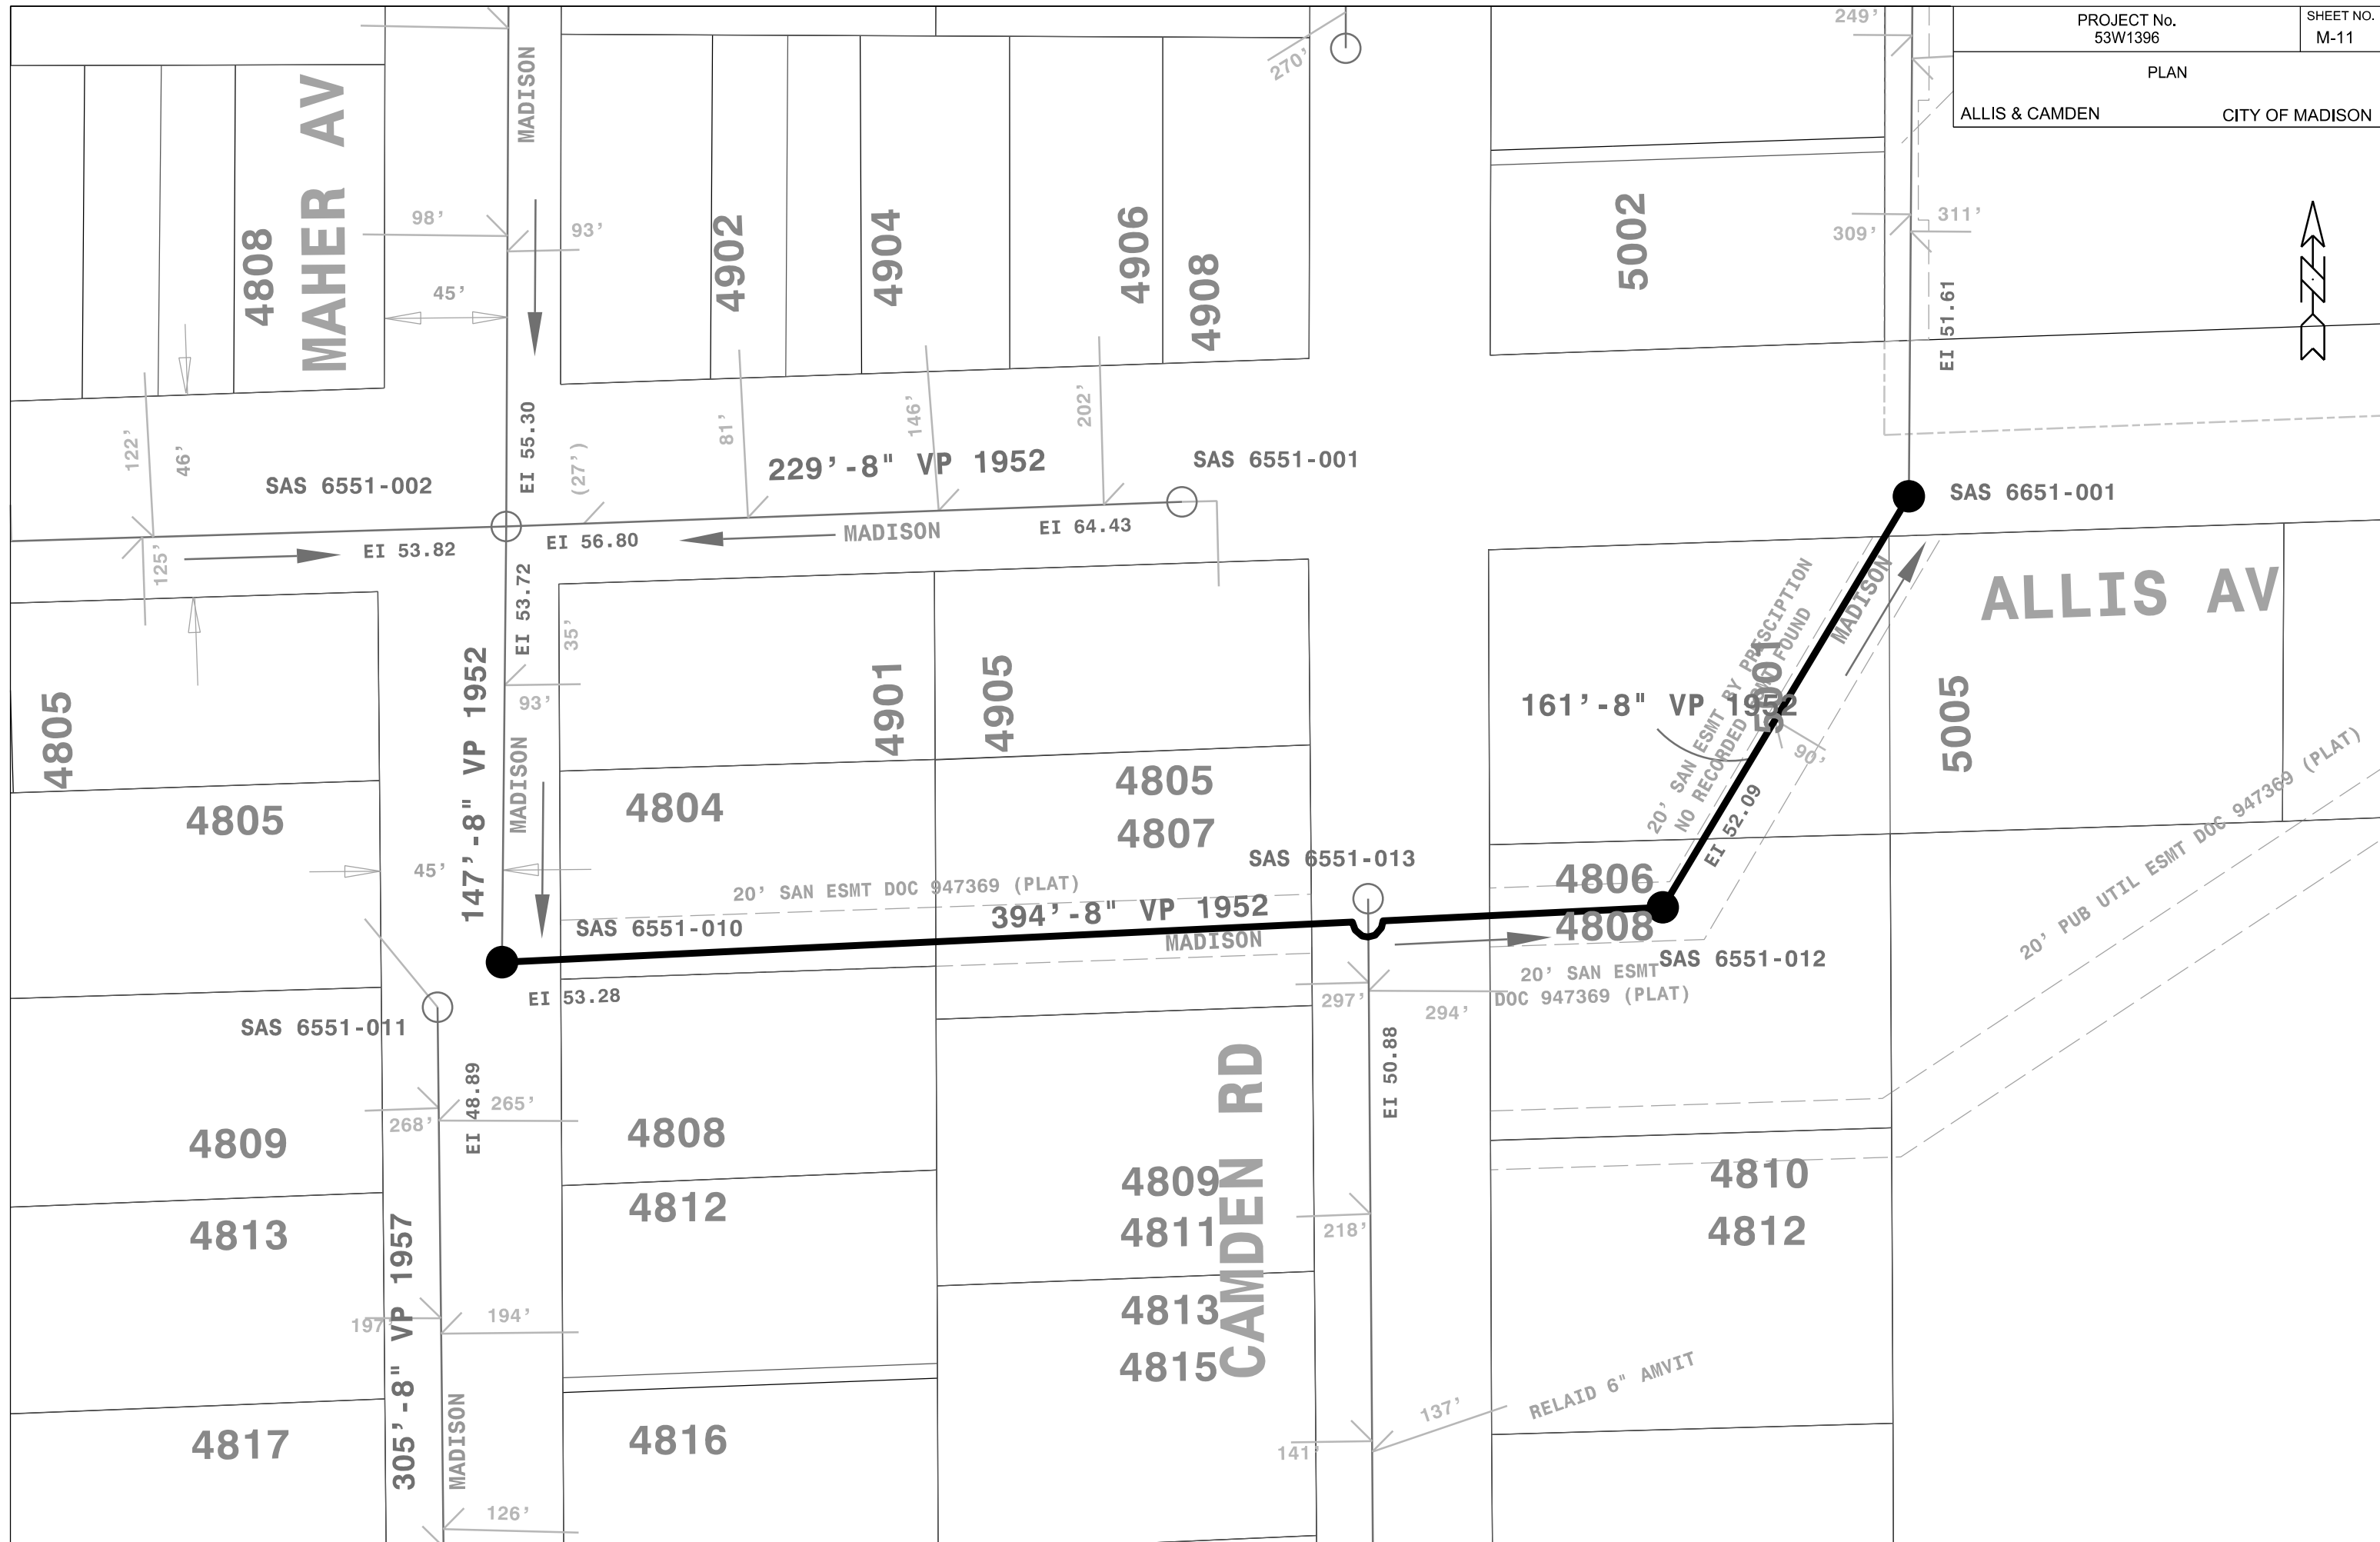 PROJECT No.
53W1396
SHEET NO.
M-11
PLAN
ALLIS & CAMDEN
CITY OF MADISON
249'
270'
MADISON
MAHER AV
4808
98'
93'
45'
4902
4904
4906
4908
5002
311'
309'
EI 51.61
122'
46'
125'
SAS 6551-002
EI 55.30
(27')
81'
146'
202'
229'-8" VP 1952
SAS 6551-001
SAS 6651-001
EI 53.82
EI 56.80
MADISON
EI 64.43
EI 53.72
35'
93'
147'-8" VP 1952
MADISON
4805
4805
45'
4901
4905
4804
4805
4807
ALLIS AV
MADISON
20' SAN ESMT BY PRESCIPTION
NO RECORDED ESMT FOUND
161'-8" VP 1952
5001
90'
EI 52.09
5005
20' PUB UTIL ESMT DOC 947369 (PLAT)
SAS 6551-013
20' SAN ESMT DOC 947369 (PLAT)
394'-8" VP 1952
MADISON
SAS 6551-010
EI 53.28
4806
4808
SAS 6551-012
20' SAN ESMT
DOC 947369 (PLAT)
297'
294'
SAS 6551-011
EI 48.89
268'
265'
EI 50.88
CAMDEN RD
4809
4808
4809
4811
4810
4812
4813
4812
4813
4815
218'
305'-8" VP 1957
197'
194'
MADISON
4817
4816
126'
141'
137'
RELAID 6" AMVIT